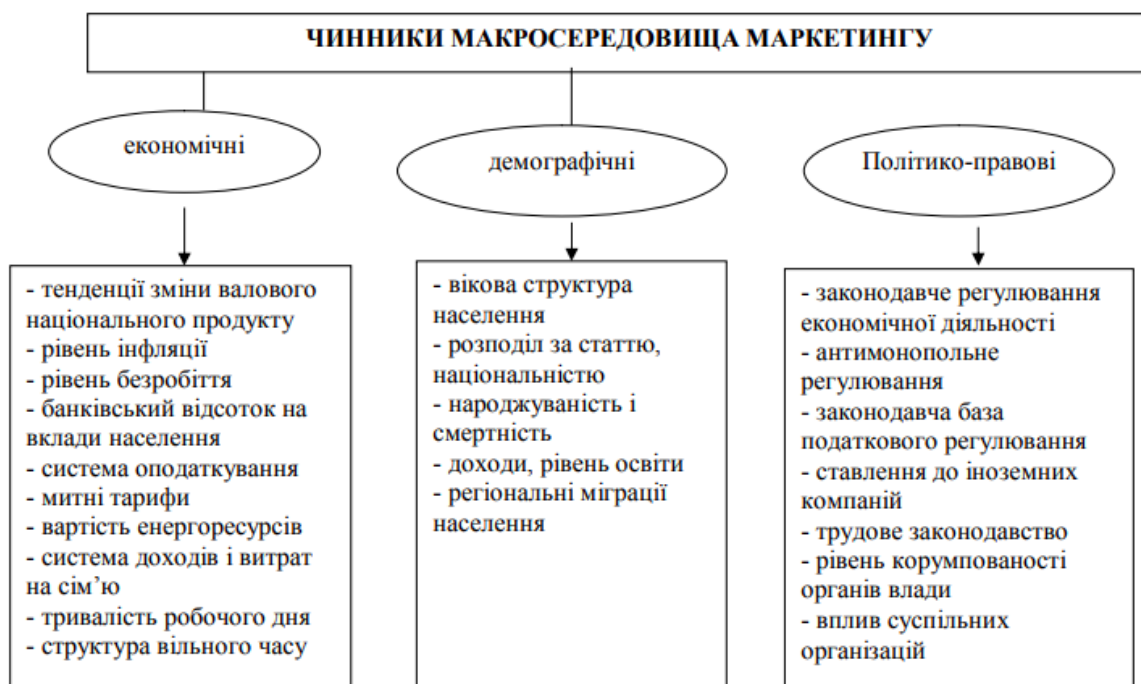 ЧИННИКИ МАКРОСЕРЕДОВИЩА МАРКЕТИНГУ
економічні
демографічні
Політико-правові
- тенденції зміни валового
національного продукту
- рівень інфляції
- рівень безробіття
- банківський відсоток на
вклади населення
- система оподаткування
- митні тарифи
- вартість енергоресурсів
- система доходів і витрат
на сім’ю
- тривалість робочого дня
- структура вільного часу
- вікова структура
населення
- розподіл за статтю,
національністю
- народжуваність і
смертність
- доходи, рівень освіти
- регіональні міграції
населення
- законодавче регулювання
економічної діяльності
- антимонопольне
регулювання
- законодавча база
податкового регулювання
- ставлення до іноземних
компаній
- трудове законодавство
- рівень корумпованості
органів влади
- вплив суспільних
організацій